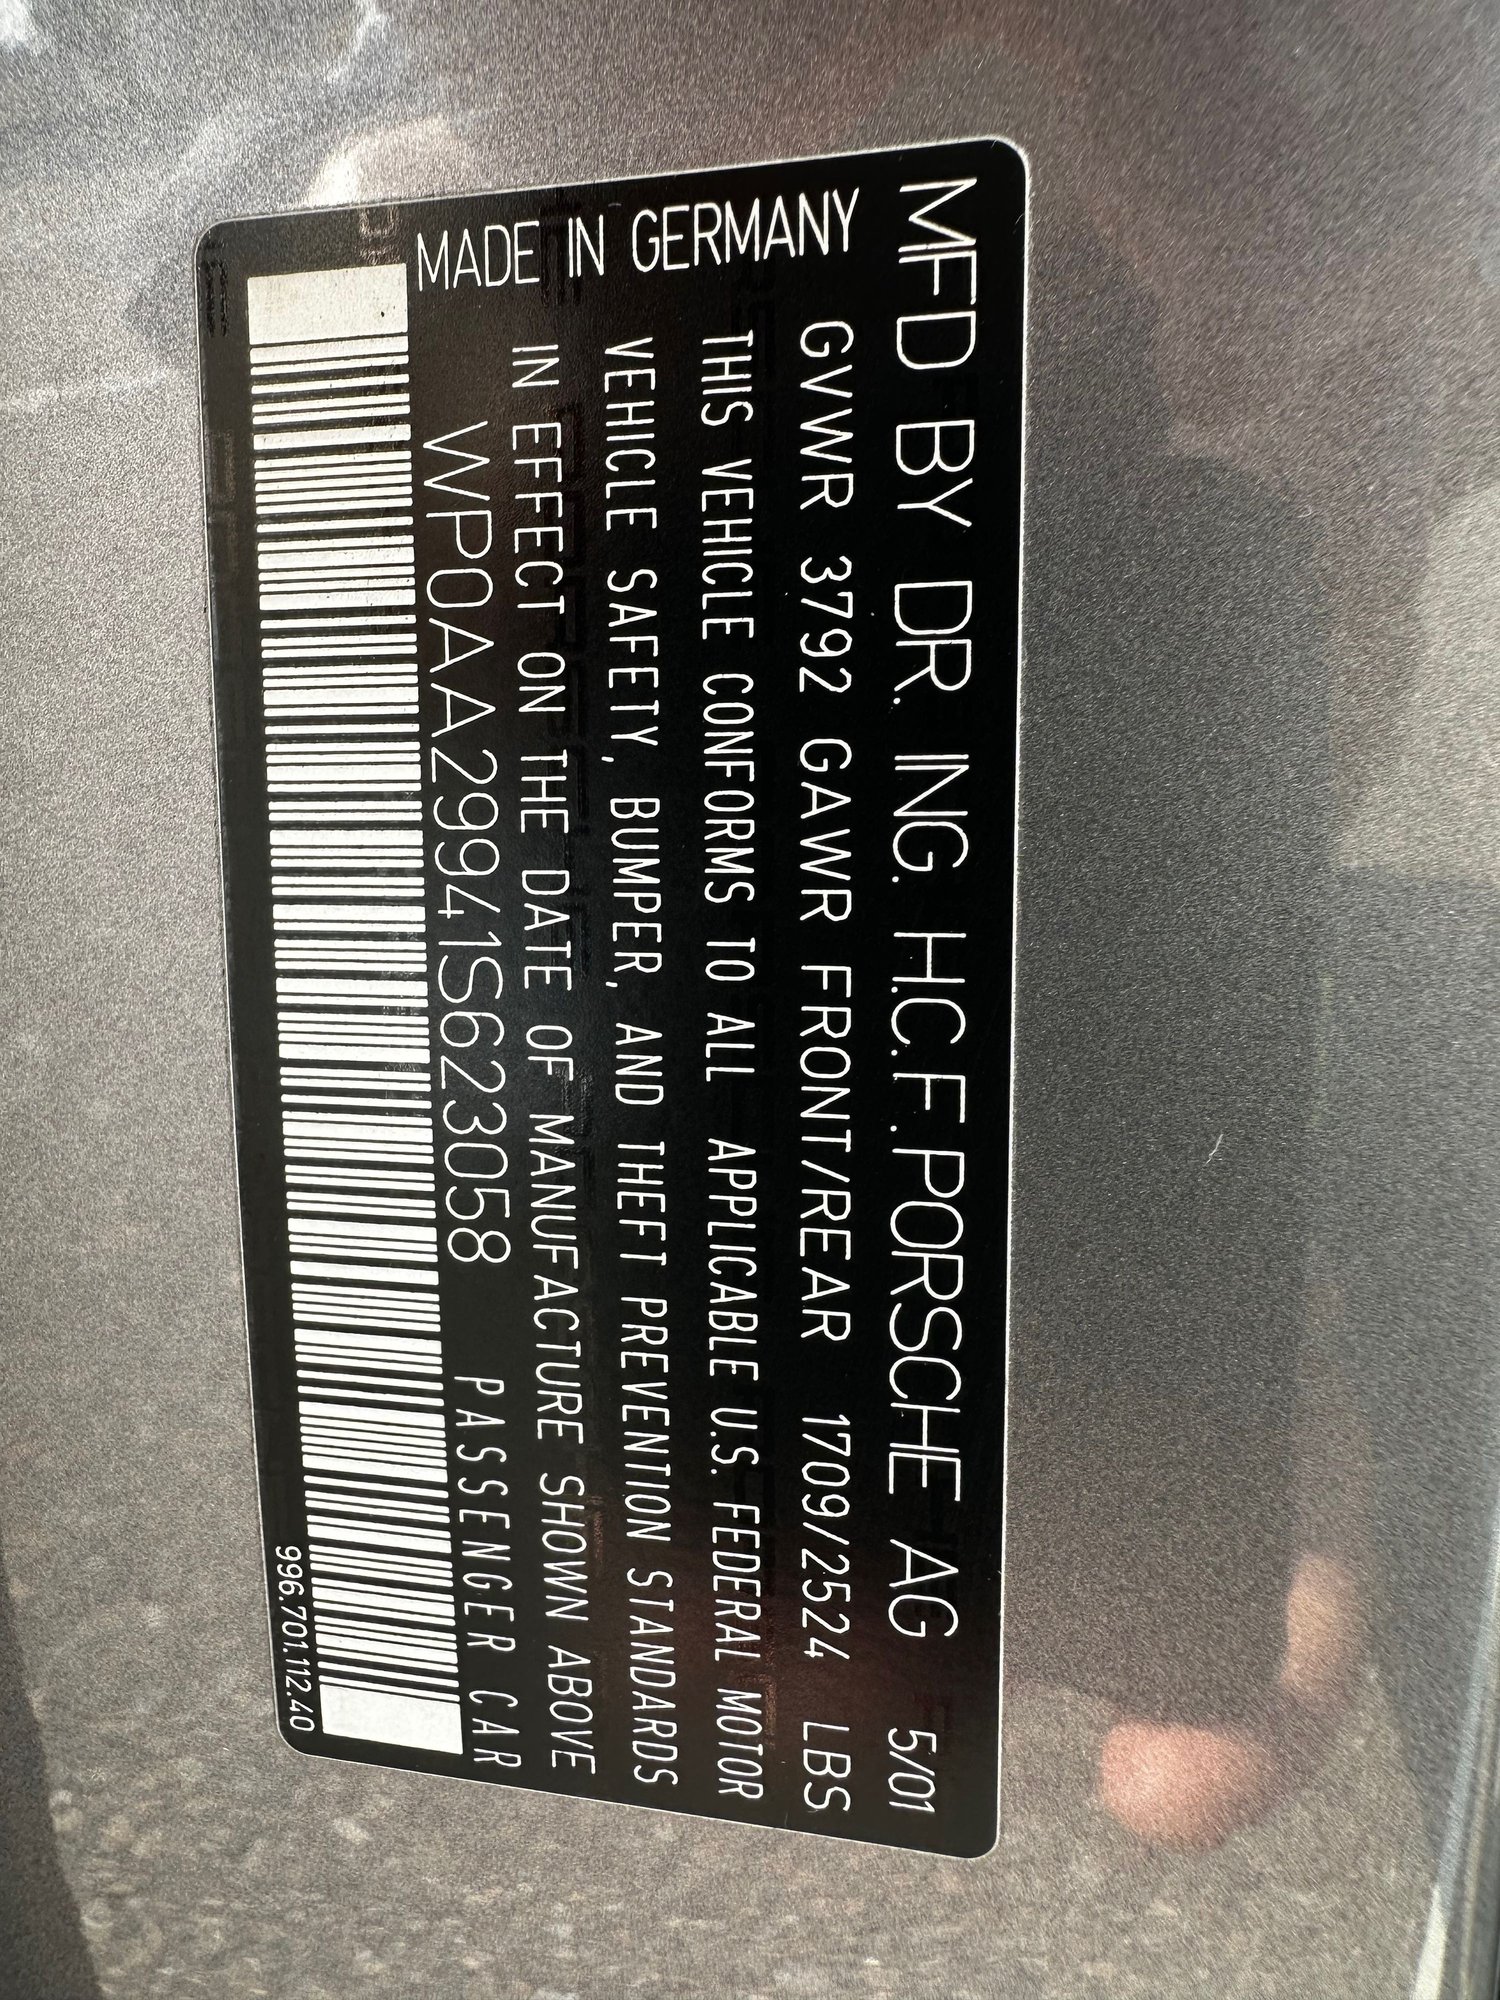 MFD BY DR. ING. H.C. F. PORSCHE AG 5/01
GVWR 3792 GAWR FRONT/REAR 1709/2524 LBS
THIS VEHICLE CONFORMS TO ALL APPLICABLE U.S. FEDERAL MOTOR
VEHICLE SAFETY, BUMPER, AND THEFT PREVENTION STANDARDS
IN EFFECT ON THE DATE OF MANUFACTURE SHOWN ABOVE
MADE IN GERMANY
WP0AA29941S623058 PASSENGER CAR
996.701.112.40